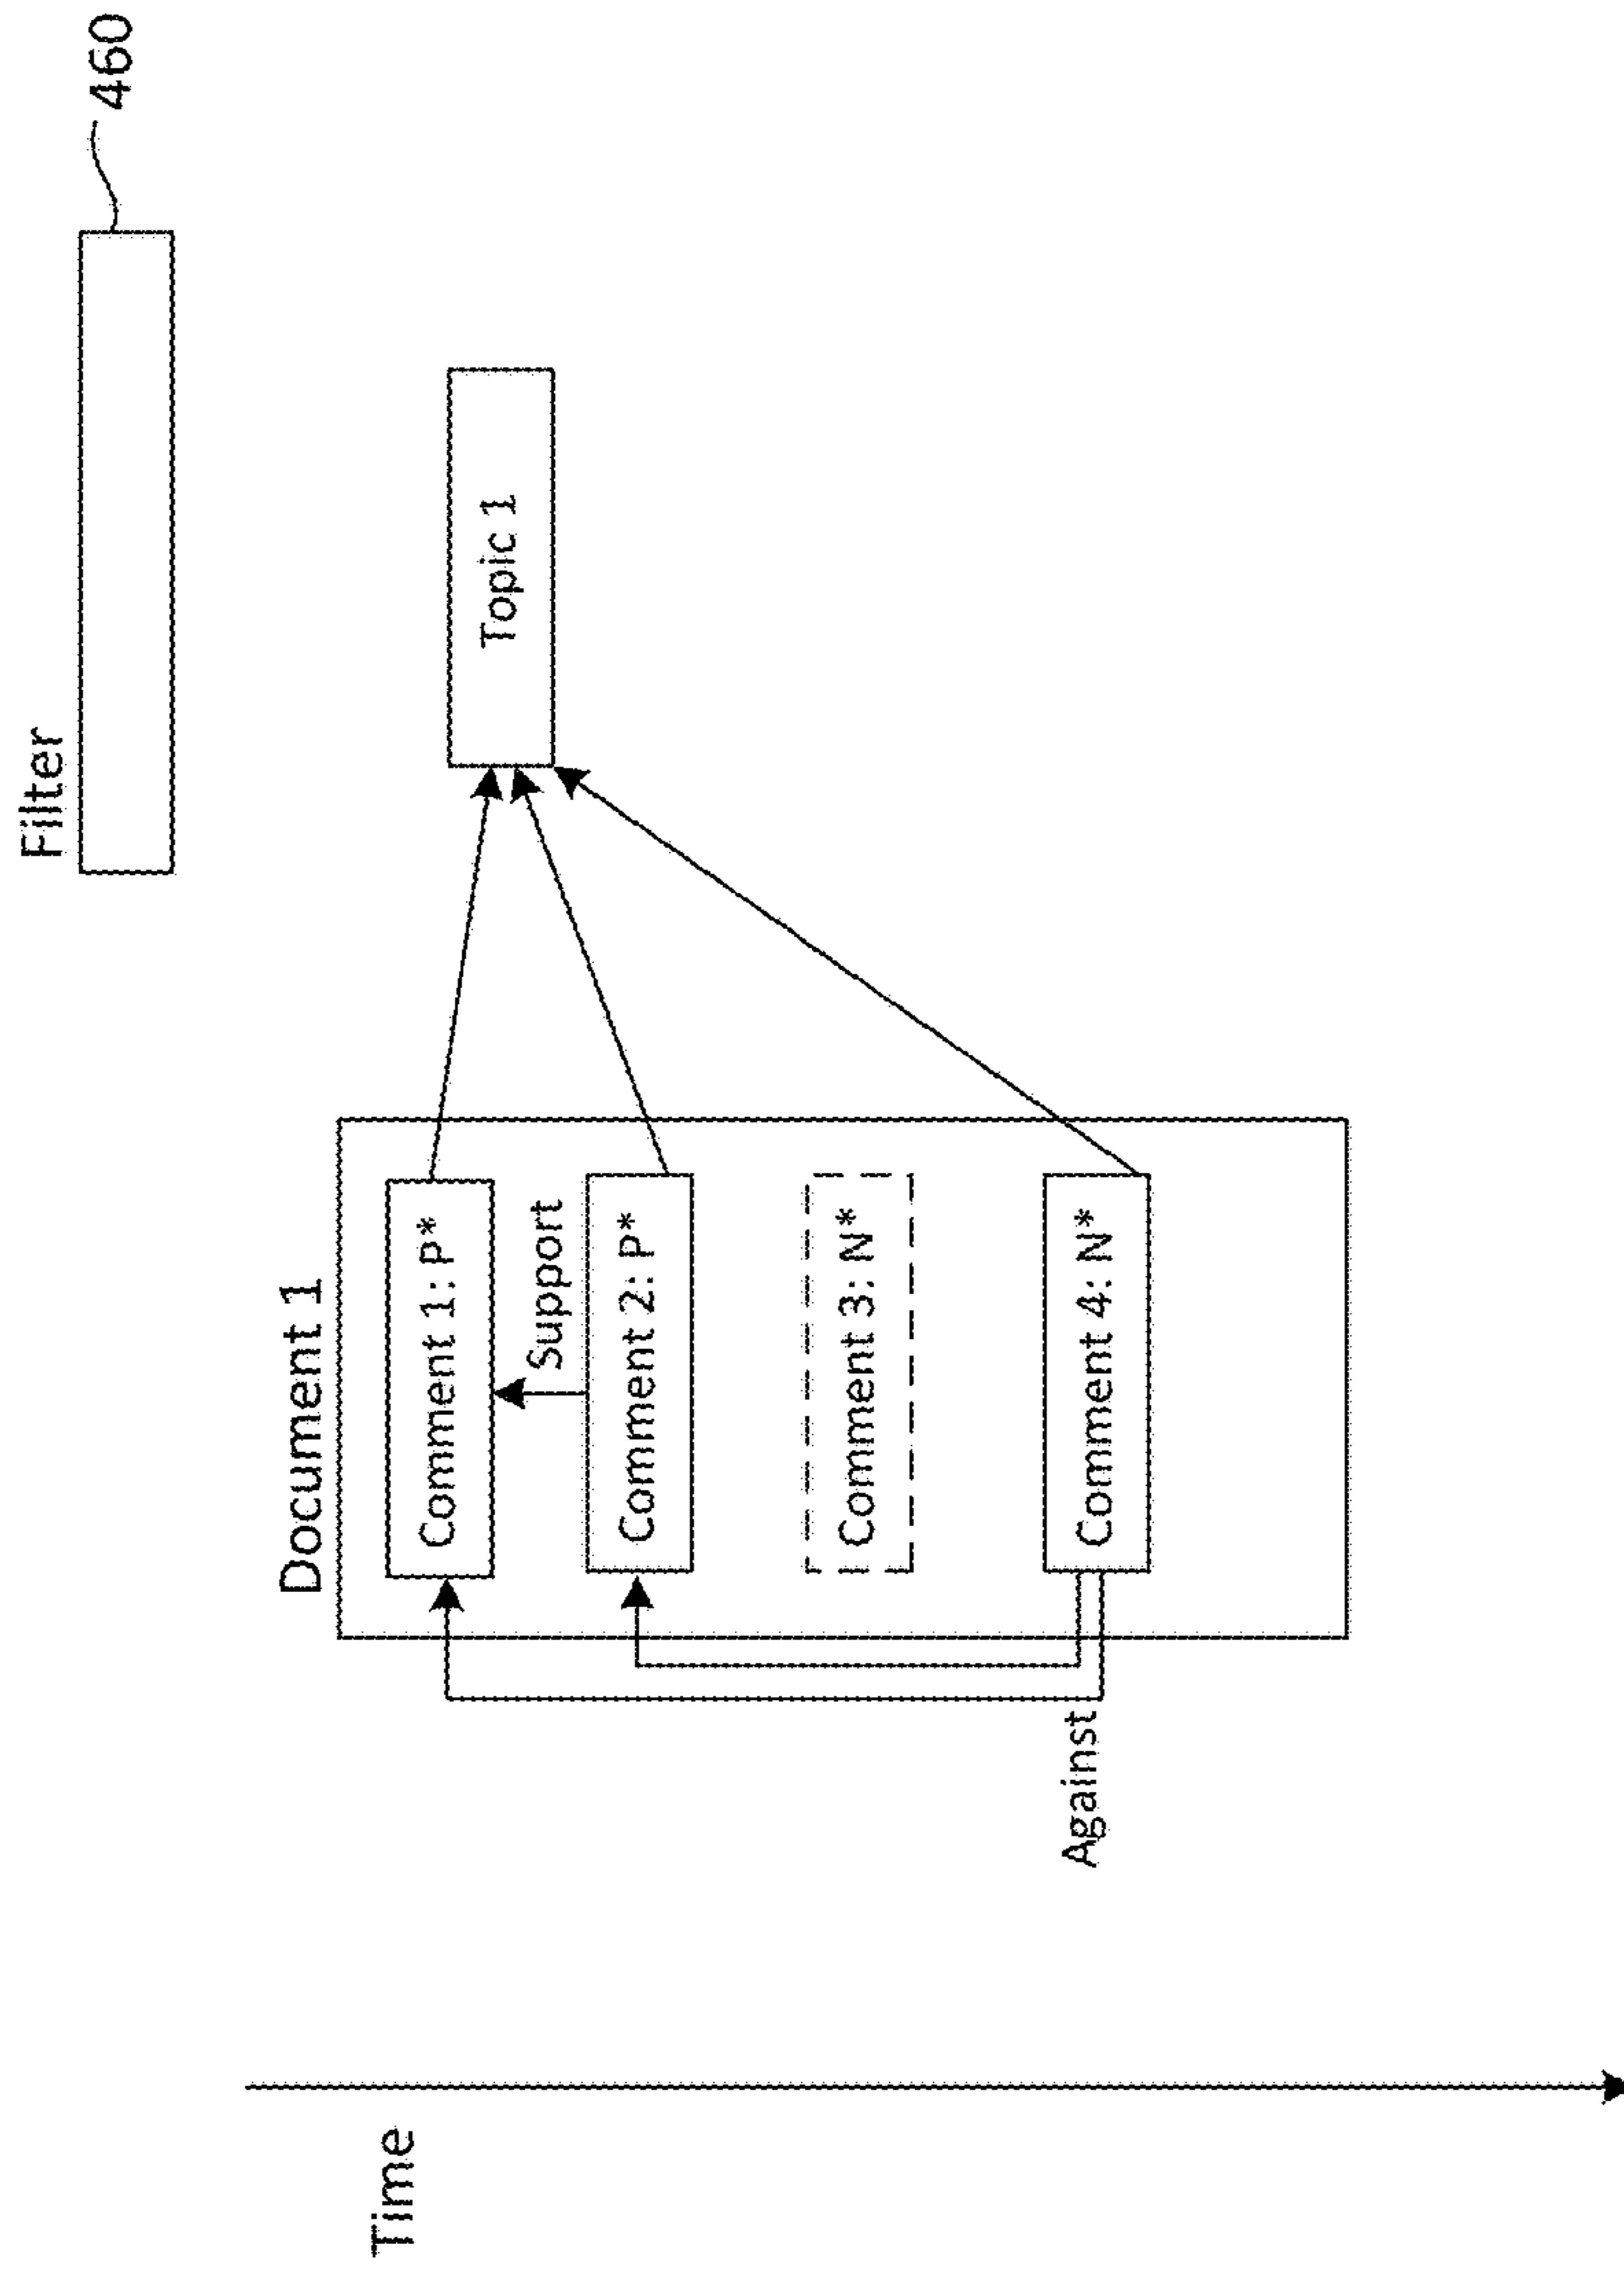 Filter
460
Document 1
Comment 1: P*
Topic 1
Support
Comment 2: P*
Comment 3: N*
Comment 4: N*
Against
Time